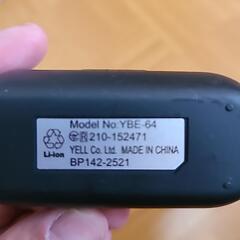 Model No:YBE-64
R 210-152471
YELL Co. Ltd. MADE IN CHINA
Li-ion
BP142-2521